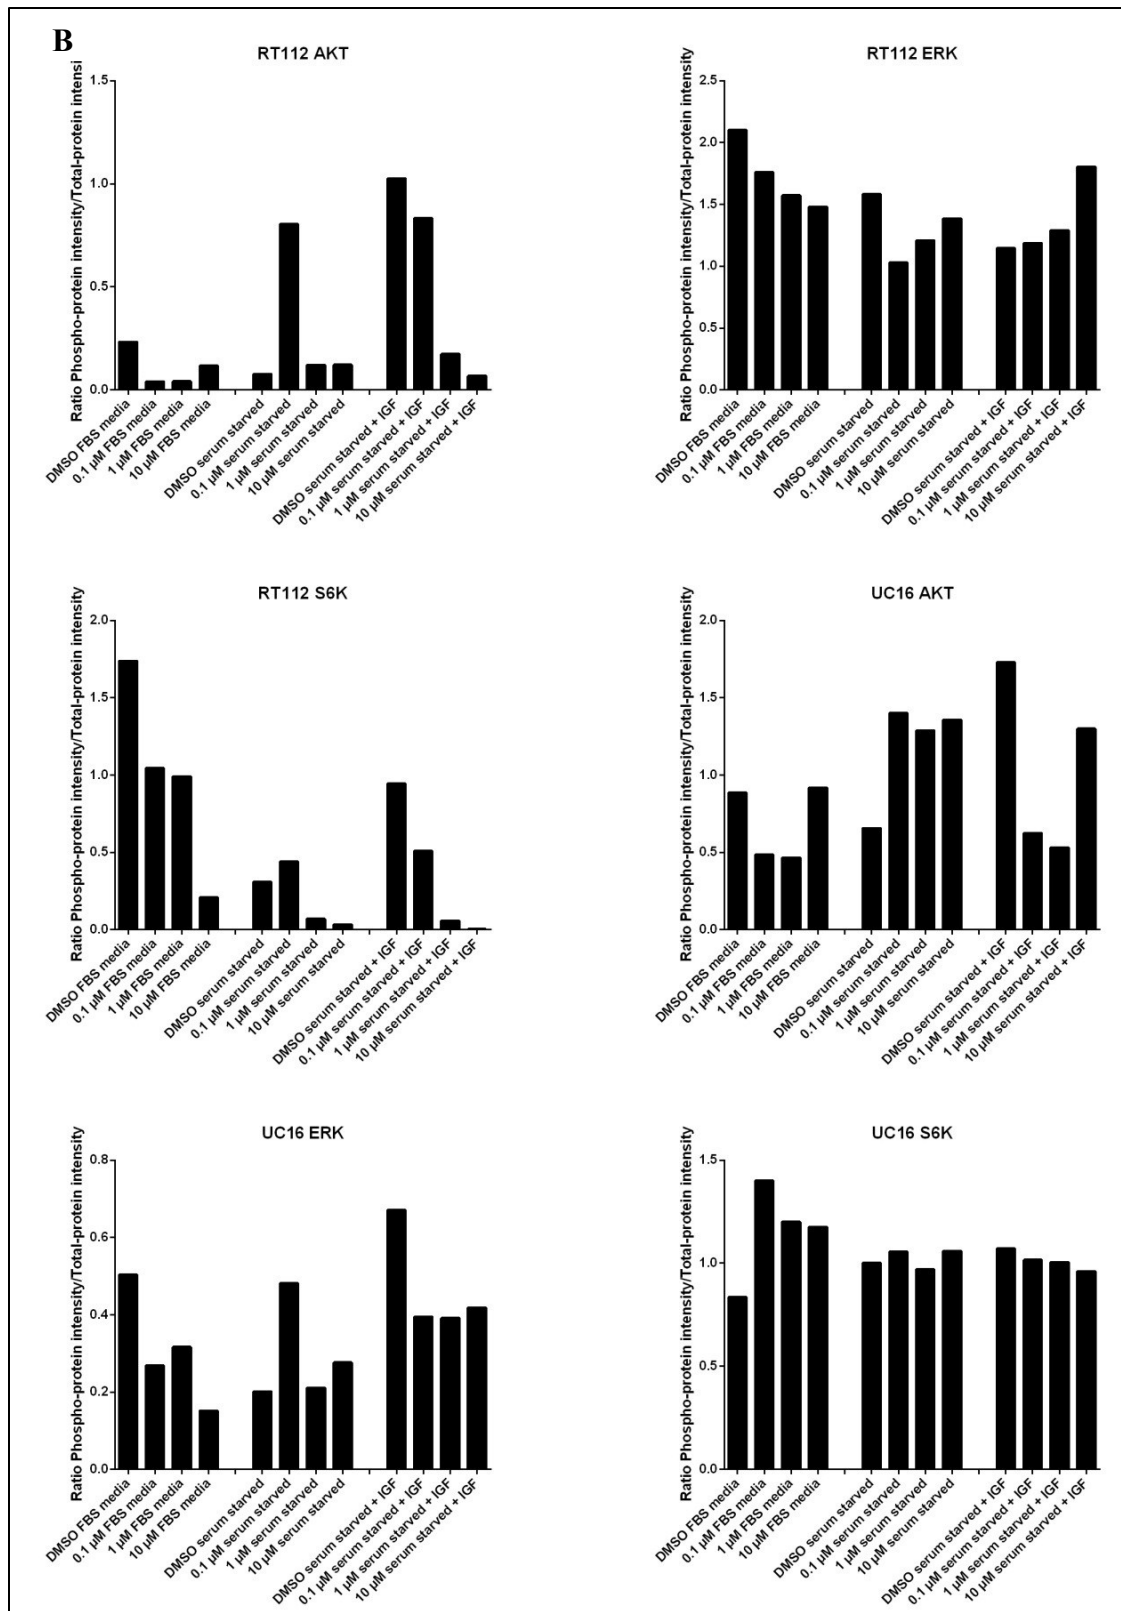 B
RT112 AKT
Ratio Phospho-protein intensity/Total-protein intensi
1.5
1.0
0.5
0.0
DMSO FBS media
0.1 µM FBS media
1 µM FBS media
10 µM FBS media
DMSO serum starved
0.1 µM serum starved
1 µM serum starved
10 µM serum starved
DMSO serum starved + IGF
0.1 µM serum starved + IGF
1 µM serum starved + IGF
10 µM serum starved + IGF
RT112 ERK
Ratio Phospho-protein intensity/Total-protein intensity
2.5
2.0
1.5
1.0
0.5
0.0
DMSO FBS media
0.1 µM FBS media
1 µM FBS media
10 µM FBS media
DMSO serum starved
0.1 µM serum starved
1 µM serum starved
10 µM serum starved
DMSO serum starved + IGF
0.1 µM serum starved + IGF
1 µM serum starved + IGF
10 µM serum starved + IGF
RT112 S6K
Ratio Phospho-protein intensity/Total-protein intensity
2.0
1.5
1.0
0.5
0.0
DMSO FBS media
0.1 µM FBS media
1 µM FBS media
10 µM FBS media
DMSO serum starved
0.1 µM serum starved
1 µM serum starved
10 µM serum starved
DMSO serum starved + IGF
0.1 µM serum starved + IGF
1 µM serum starved + IGF
10 µM serum starved + IGF
UC16 AKT
Ratio Phospho-protein intensity/Total-protein intensity
2.0
1.5
1.0
0.5
0.0
DMSO FBS media
0.1 µM FBS media
1 µM FBS media
10 µM FBS media
DMSO serum starved
0.1 µM serum starved
1 µM serum starved
10 µM serum starved
DMSO serum starved + IGF
0.1 µM serum starved + IGF
1 µM serum starved + IGF
10 µM serum starved + IGF
UC16 ERK
Ratio Phospho-protein intensity/Total-protein intensity
0.8
0.6
0.4
0.2
0.0
DMSO FBS media
0.1 µM FBS media
1 µM FBS media
10 µM FBS media
DMSO serum starved
0.1 µM serum starved
1 µM serum starved
10 µM serum starved
DMSO serum starved + IGF
0.1 µM serum starved + IGF
1 µM serum starved + IGF
10 µM serum starved + IGF
UC16 S6K
Ratio Phospho-protein intensity/Total-protein intensity
1.5
1.0
0.5
0.0
DMSO FBS media
0.1 µM FBS media
1 µM FBS media
10 µM FBS media
DMSO serum starved
0.1 µM serum starved
1 µM serum starved
10 µM serum starved
DMSO serum starved + IGF
0.1 µM serum starved + IGF
1 µM serum starved + IGF
10 µM serum starved + IGF